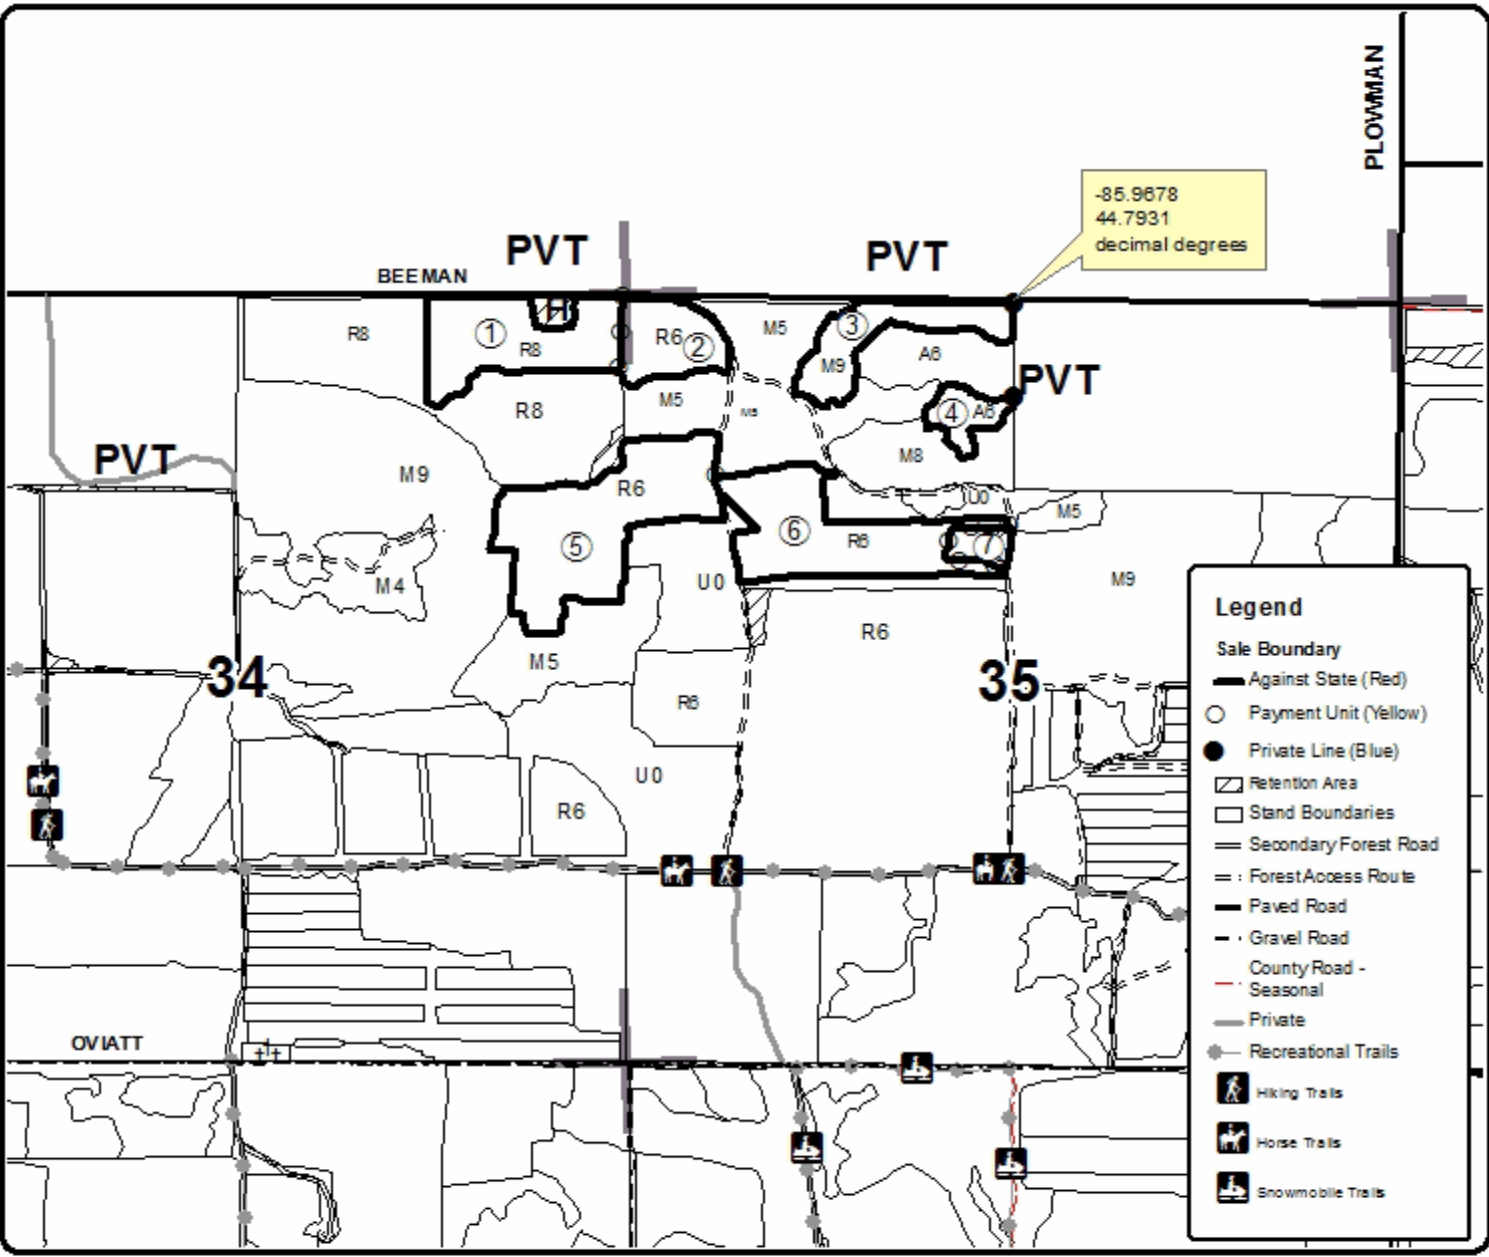 PLOWMAN
-85.9678
44.7931
decimal degrees
PVT
PVT
BEEMAN
R8
1
H
R8
R6
2
M5
3
M9
A6
PVT
R8
M5
M5
4
A6
PVT
M9
M8
R6
U0
M5
5
6
R6
7
M4
U0
M9
R6
M5
34
35
R6
U0
R6
OVIATT
Legend
Sale Boundary
Against State (Red)
Payment Unit (Yellow)
Private Line (Blue)
Retention Area
Stand Boundaries
Secondary Forest Road
Forest Access Route
Paved Road
Gravel Road
County Road -
Seasonal
Private
Recreational Trails
Hiking Trails
Horse Trails
Snowmobile Trails